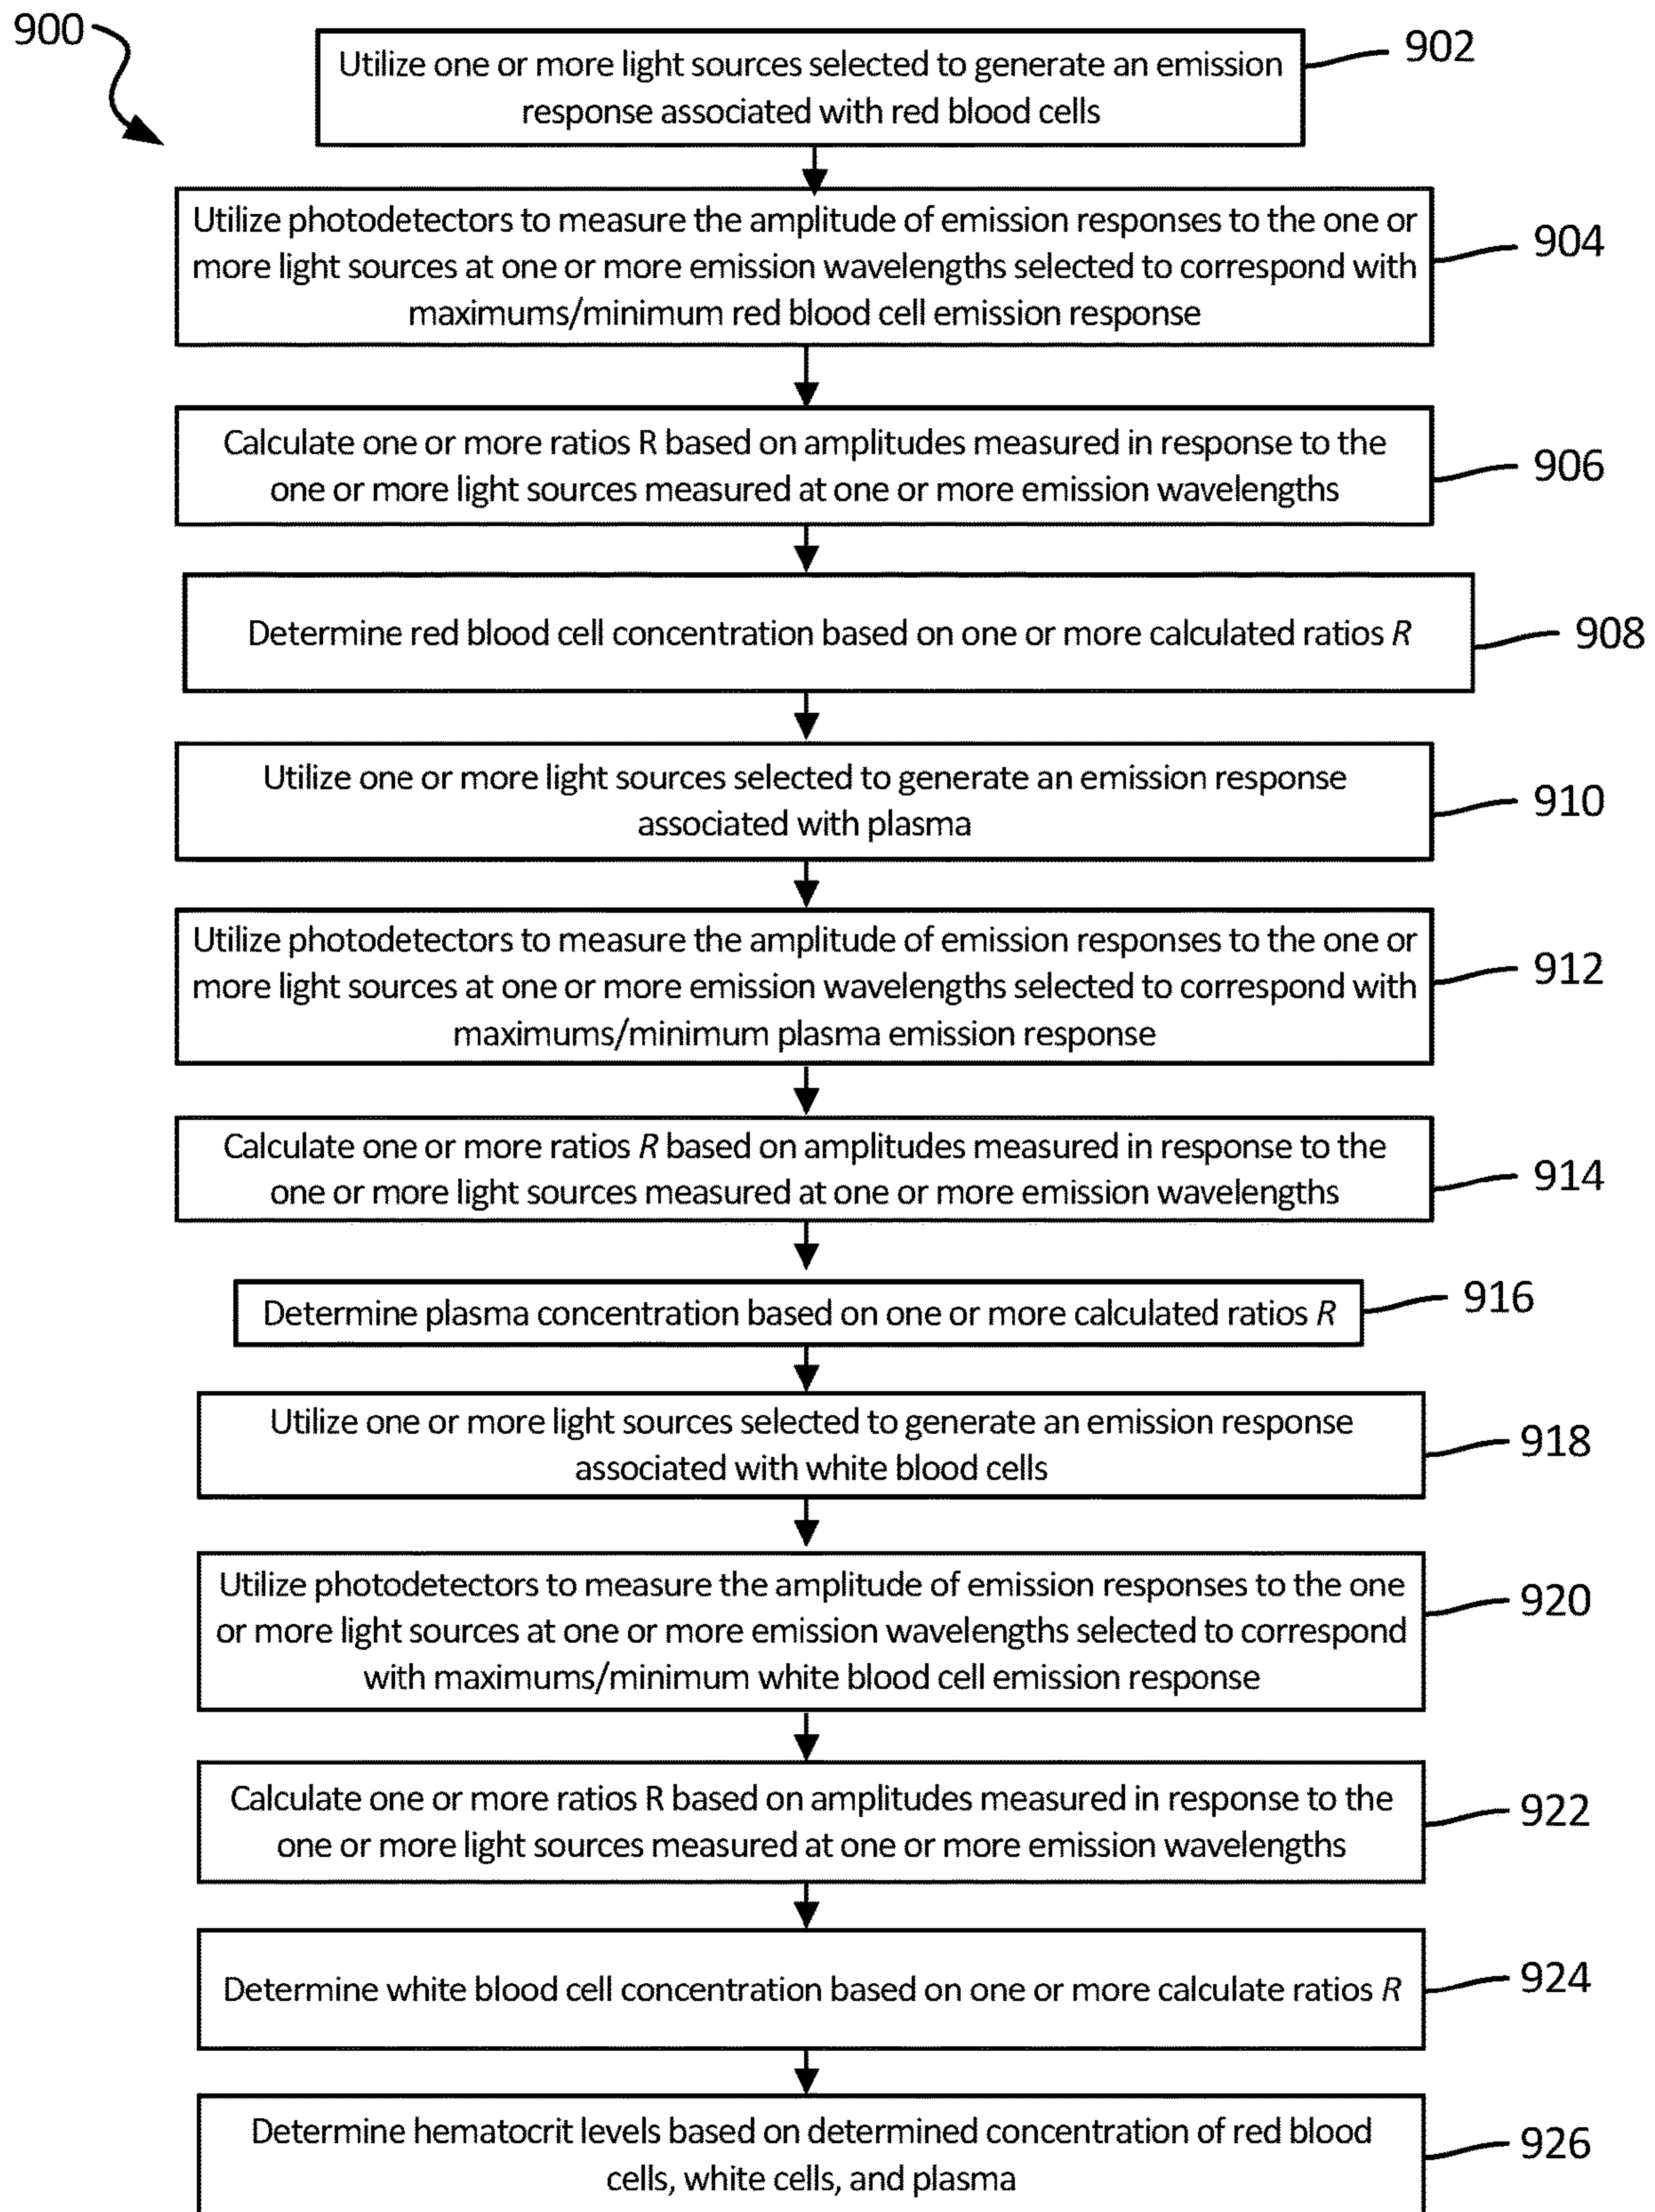 900
Utilize one or more light sources selected to generate an emission
response associated with red blood cells
902
Utilize photodetectors to measure the amplitude of emission responses to the one or
more light sources at one or more emission wavelengths selected to correspond with
maximums/minimum red blood cell emission response
904
Calculate one or more ratios R based on amplitudes measured in response to the
one or more light sources measured at one or more emission wavelengths
906
Determine red blood cell concentration based on one or more calculated ratios R
908
Utilize one or more light sources selected to generate an emission response
associated with plasma
910
Utilize photodetectors to measure the amplitude of emission responses to the one or
more light sources at one or more emission wavelengths selected to correspond with
maximums/minimum plasma emission response
912
Calculate one or more ratios R based on amplitudes measured in response to the
one or more light sources measured at one or more emission wavelengths
914
Determine plasma concentration based on one or more calculated ratios R
916
Utilize one or more light sources selected to generate an emission response
associated with white blood cells
918
Utilize photodetectors to measure the amplitude of emission responses to the one
or more light sources at one or more emission wavelengths selected to correspond
with maximums/minimum white blood cell emission response
920
Calculate one or more ratios R based on amplitudes measured in response to the
one or more light sources measured at one or more emission wavelengths
922
Determine white blood cell concentration based on one or more calculate ratios R
924
Determine hematocrit levels based on determined concentration of red blood
cells, white cells, and plasma
926